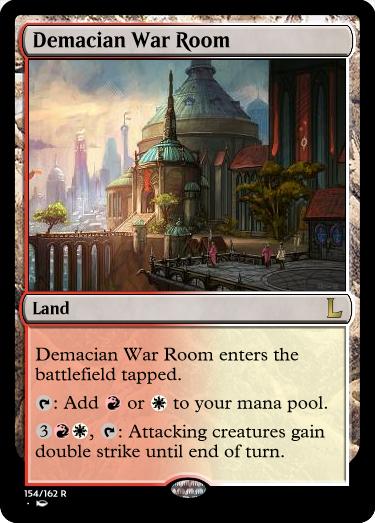 Demacian War Room
Land
L
Demacian War Room enters the
battlefield tapped.
: Add or to your mana pool.
3 , : Attacking creatures gain
double strike until end of turn.
154/162 R